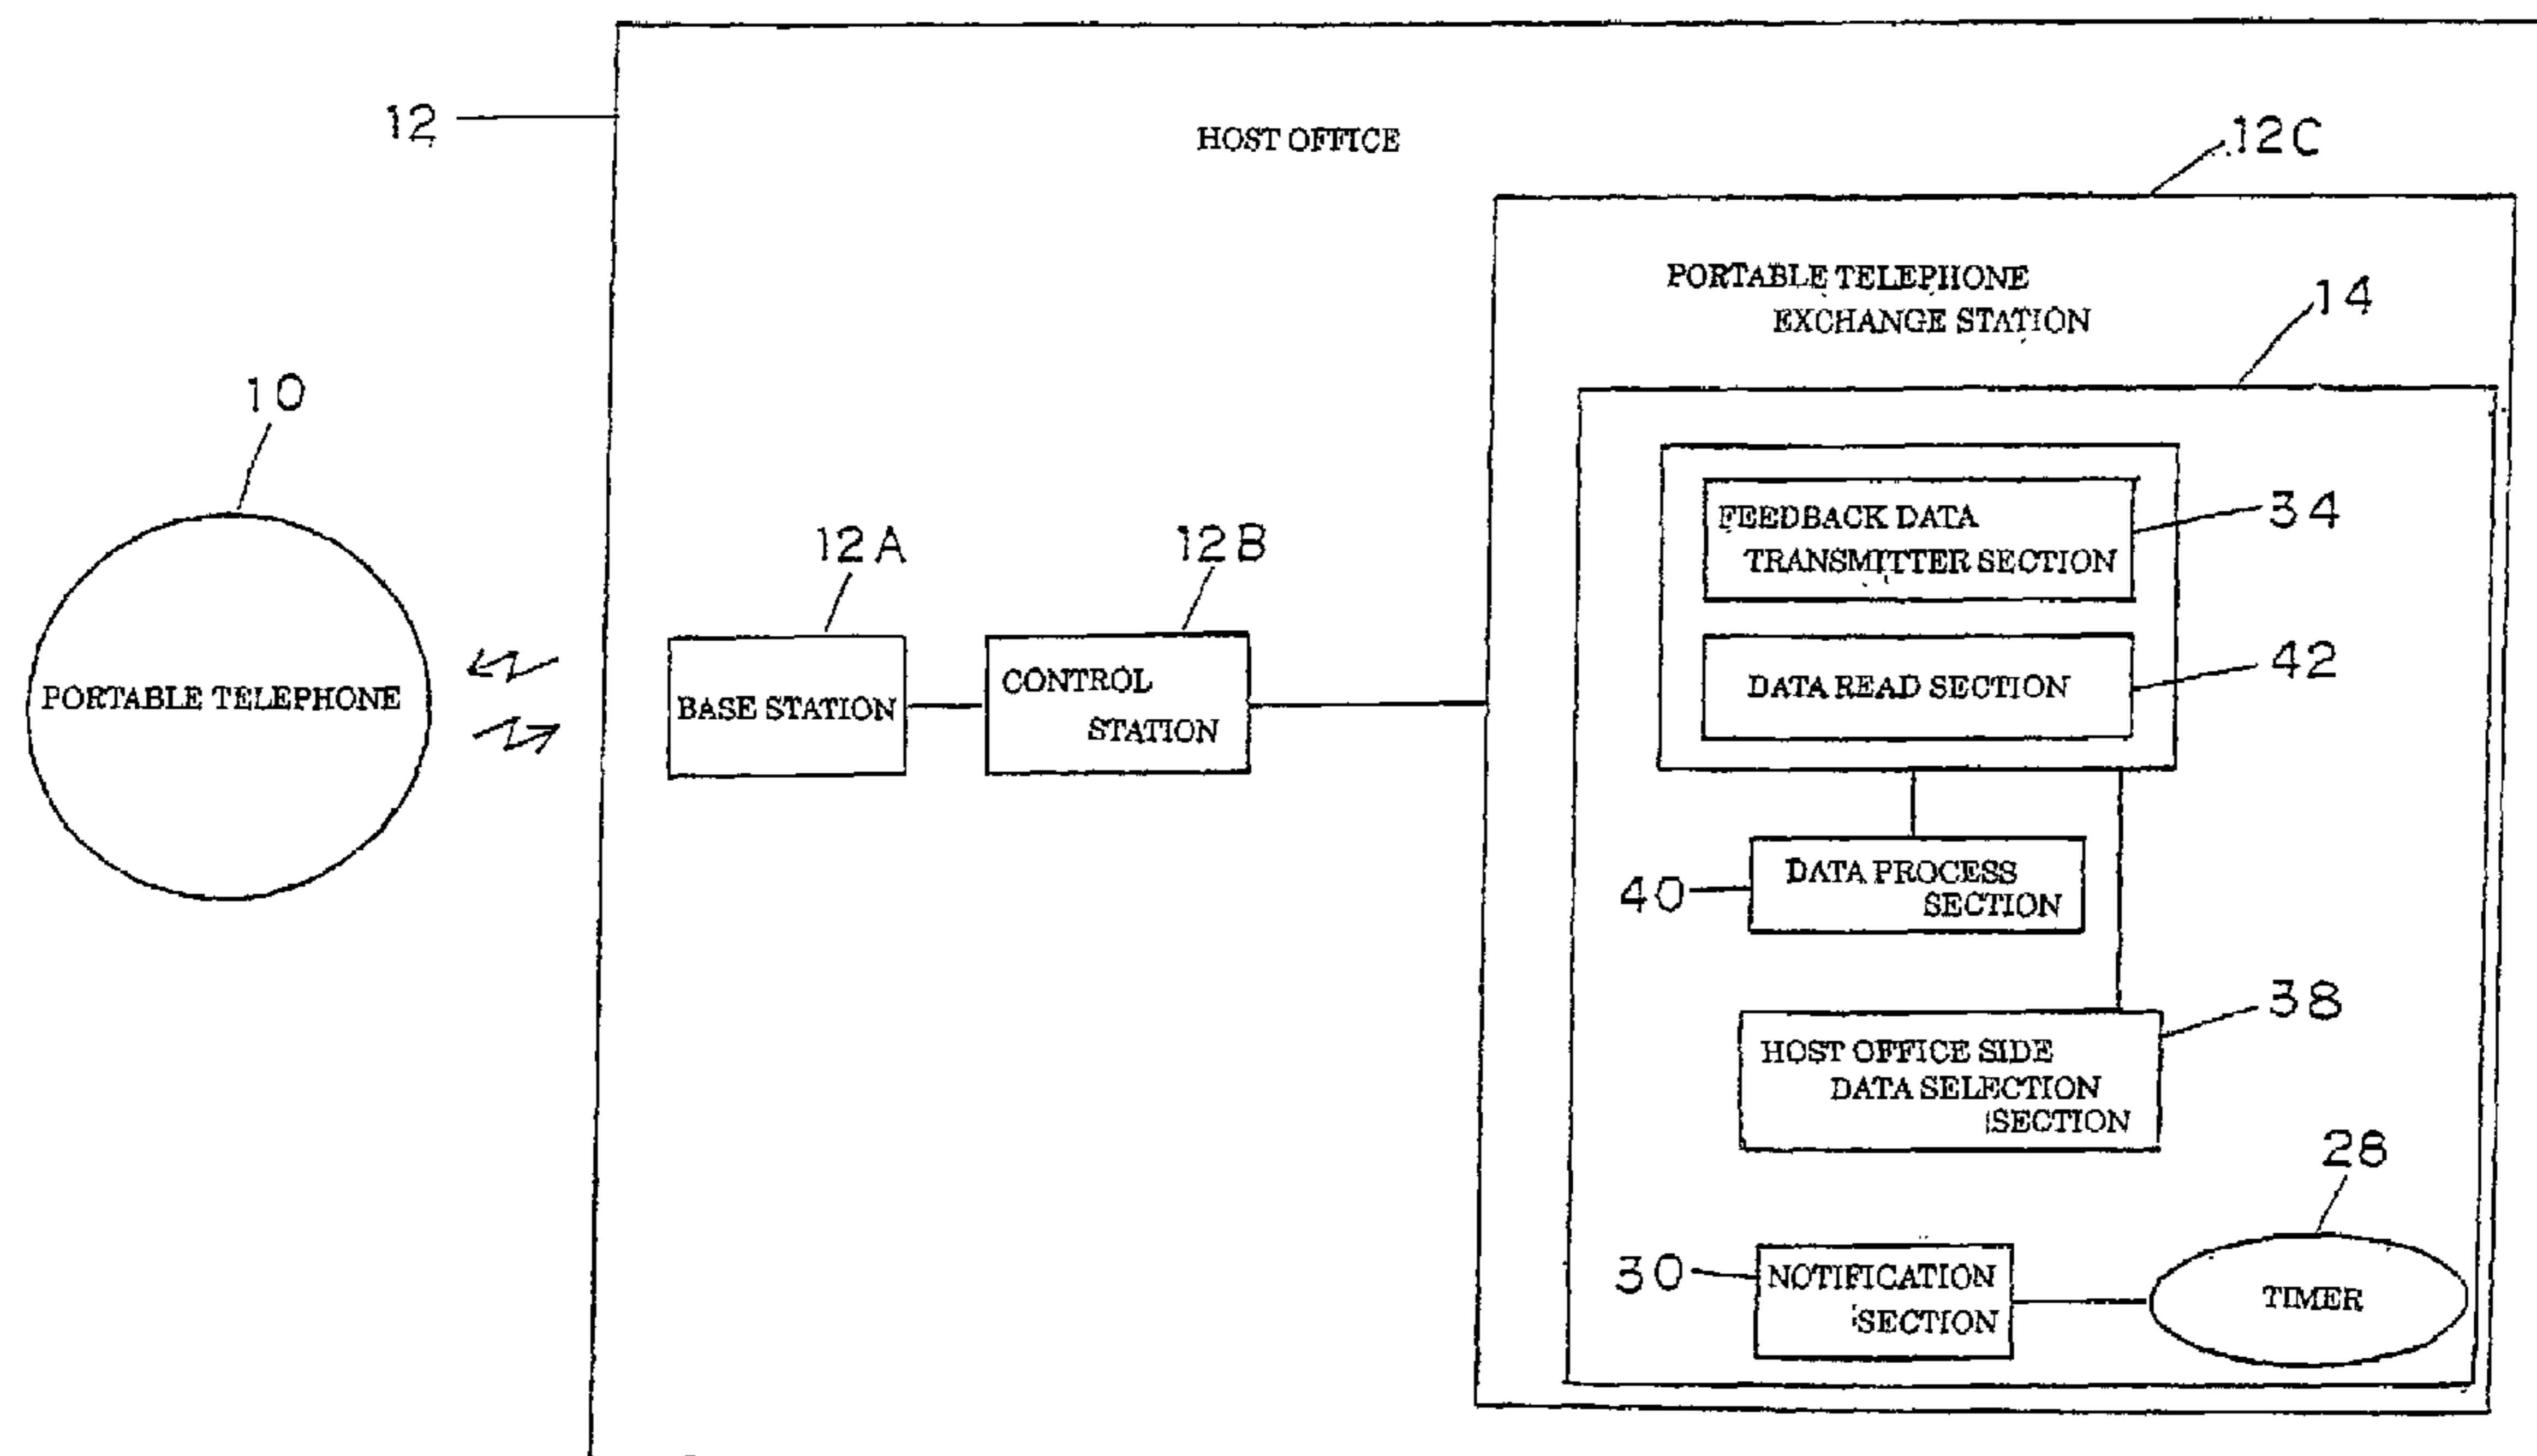 12
HOST OFFICE
12C
PORTABLE TELEPHONE
EXCHANGE STATION
14
10
PORTABLE TELEPHONE
12A
BASE STATION
12B
CONTROL
STATION
FEEDBACK DATA
TRANSMITTER SECTION
34
DATA READ SECTION
42
40
DATA PROCESS
SECTION
38
HOST OFFICE SIDE
DATA SELECTION
SECTION
28
30
NOTIFICATION
SECTION
TIMER